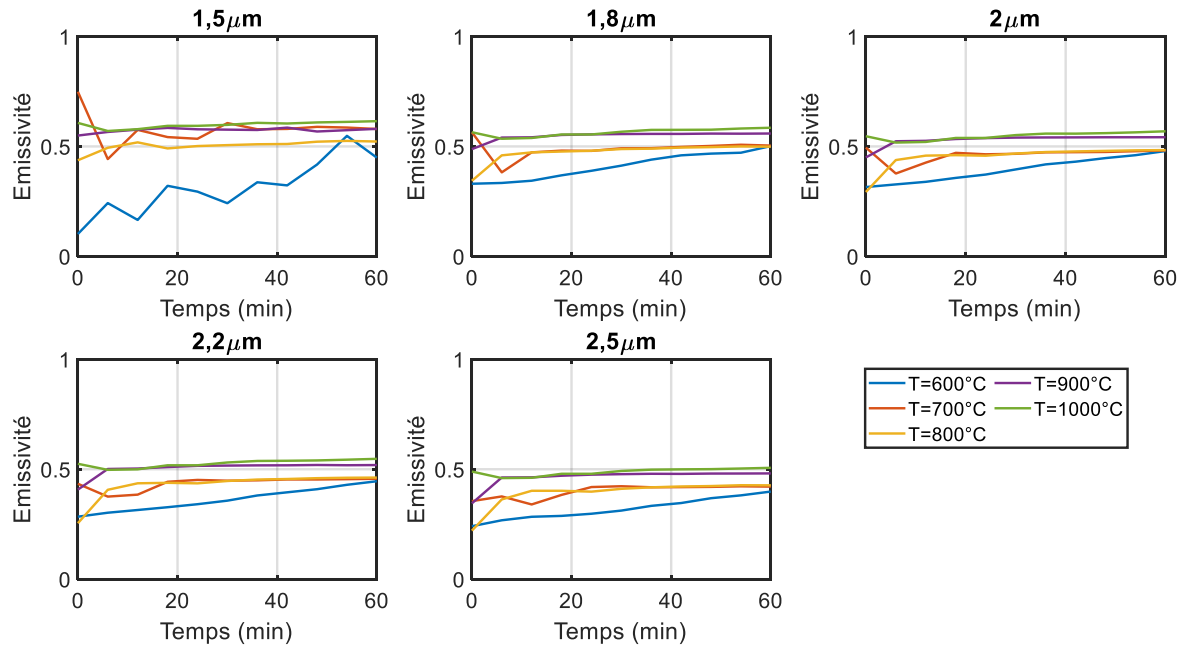 1,5μm
1,8μm
2μm
1
0.5
0
Emissivité
0 20 40 60
Temps (min)
1
0.5
0
Emissivité
0 20 40 60
Temps (min)
1
0.5
0
Emissivité
0 20 40 60
Temps (min)
2,2μm
2,5μm
1
0.5
0
Emissivité
0 20 40 60
Temps (min)
1
0.5
0
Emissivité
0 20 40 60
Temps (min)
T=600°C T=900°C
T=700°C T=1000°C
T=800°C